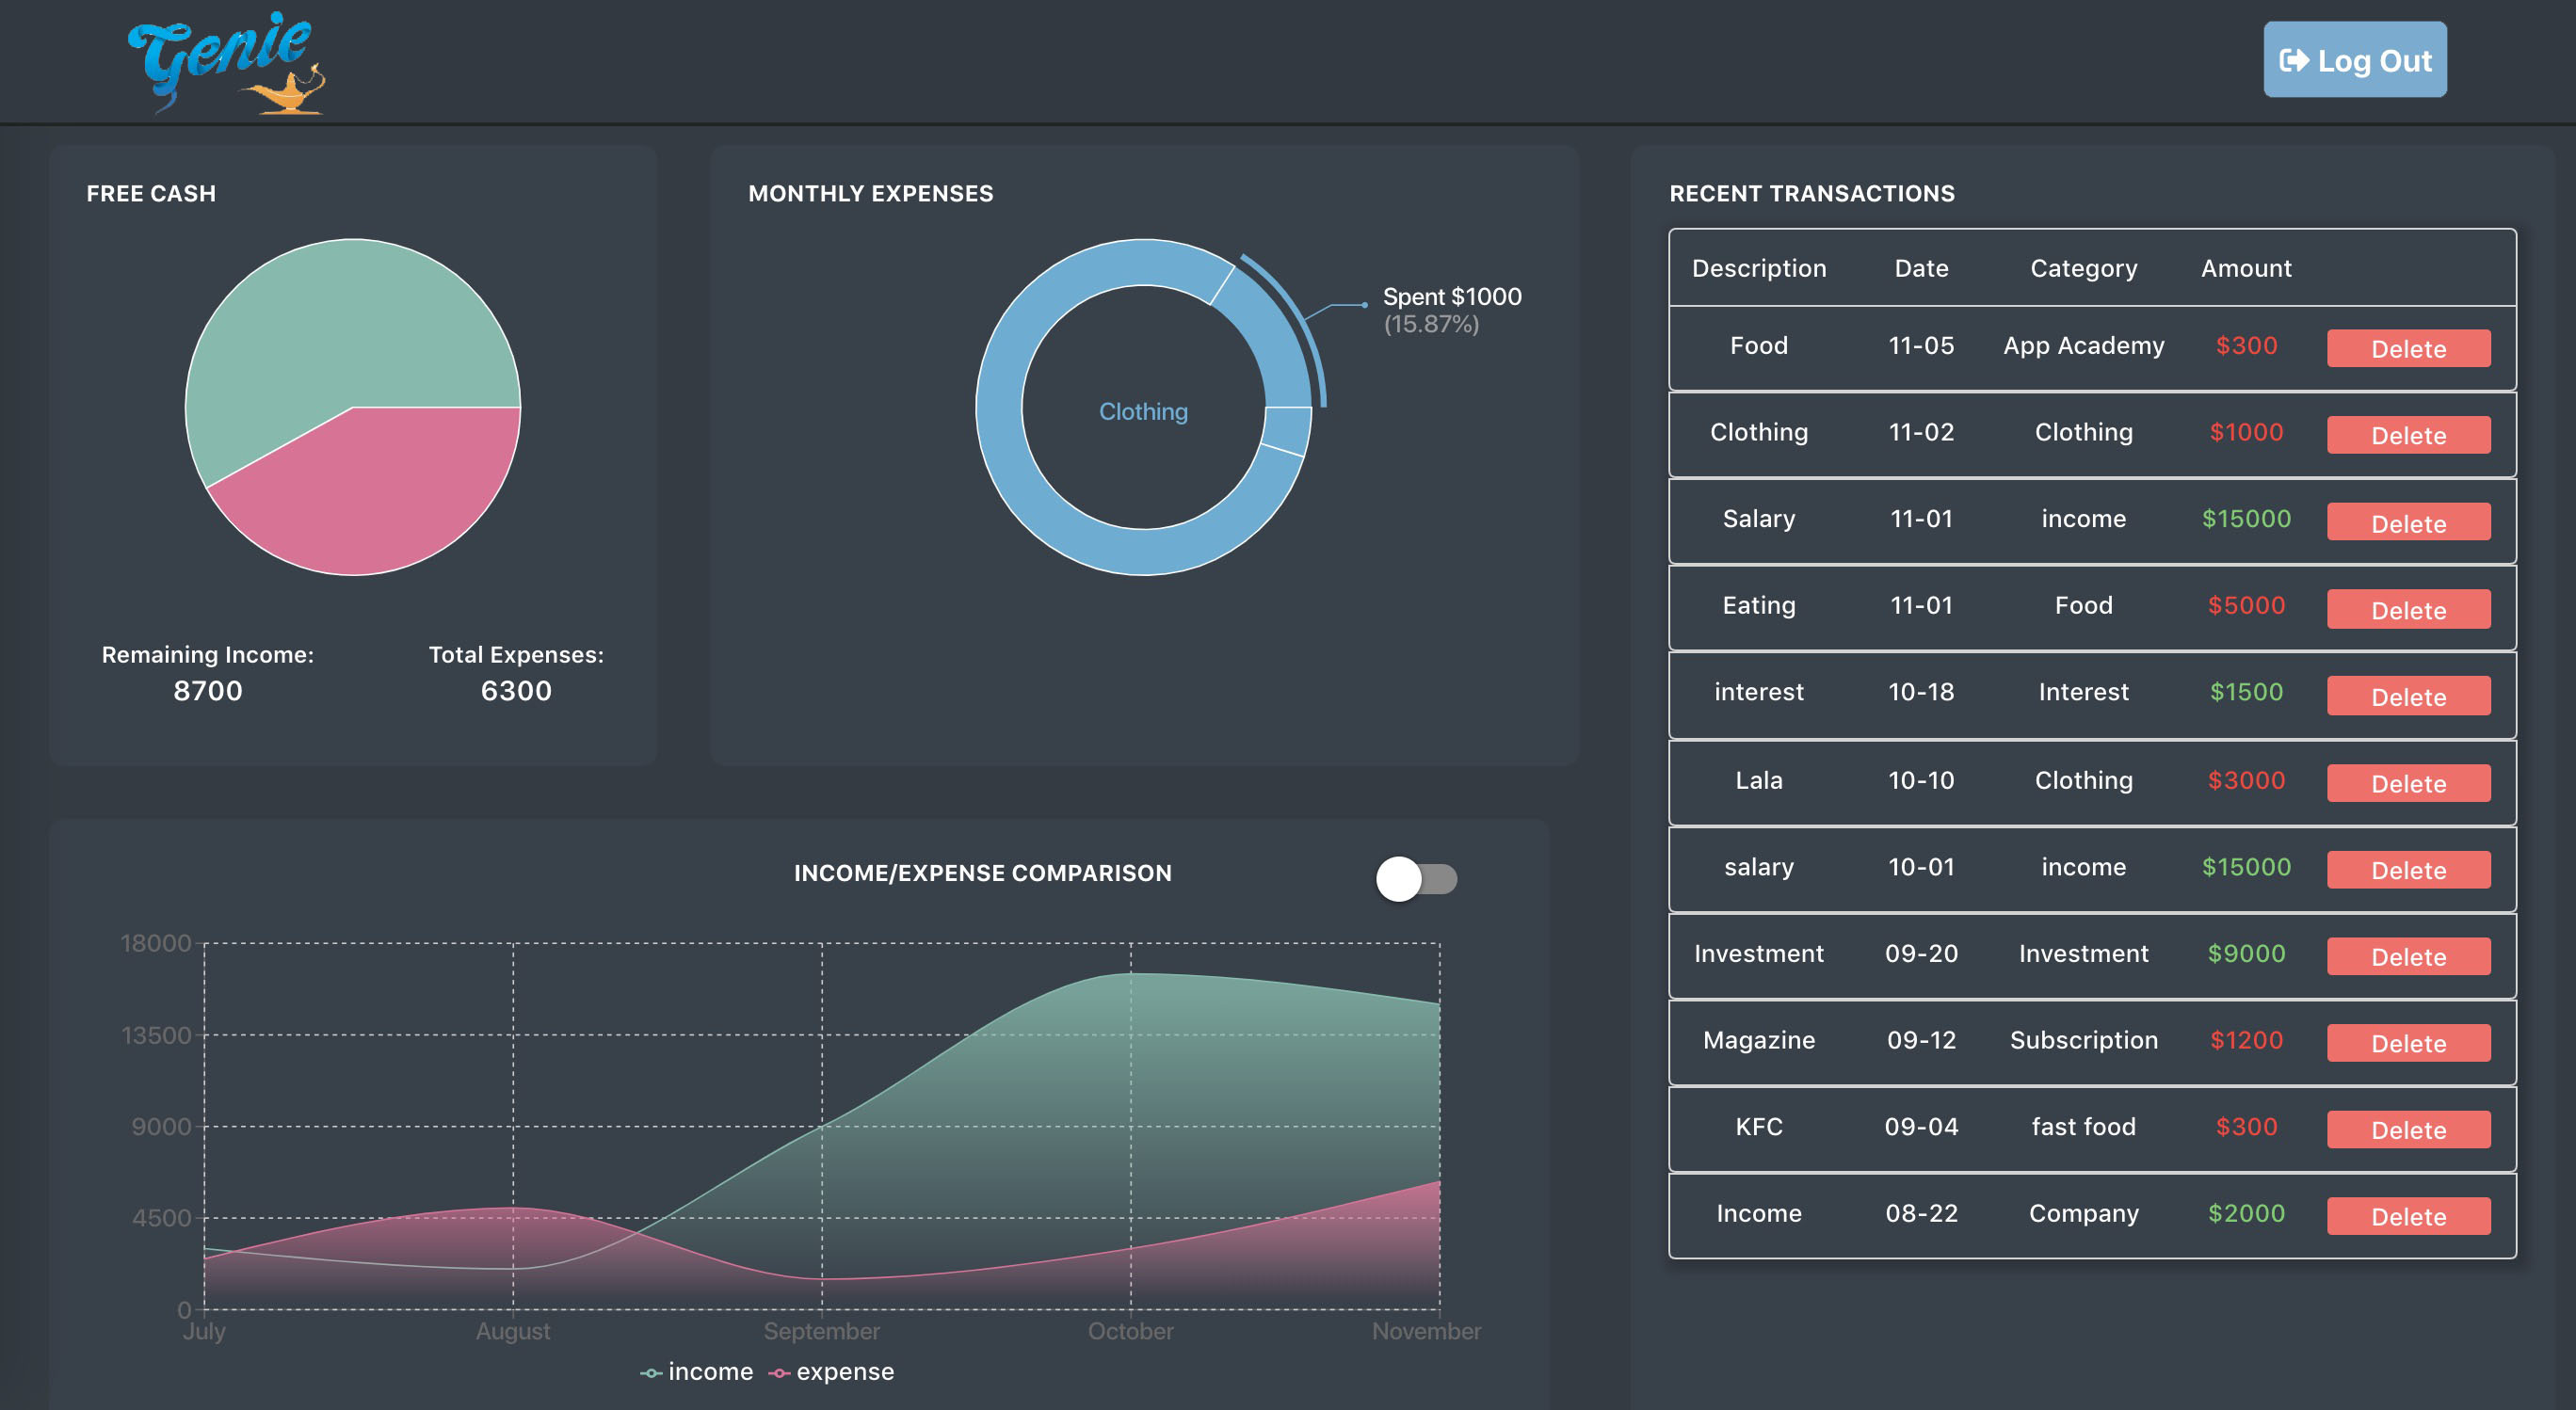 Genie
Log Out
FREE CASH
Remaining Income:
8700
Total Expenses:
6300
MONTHLY EXPENSES
Spent $1000
(15.87%)
Clothing
RECENT TRANSACTIONS
Description Date Category Amount
Food 11-05 App Academy $300 Delete
Clothing 11-02 Clothing $1000 Delete
Salary 11-01 income $15000 Delete
Eating 11-01 Food $5000 Delete
interest 10-18 Interest $1500 Delete
Lala 10-10 Clothing $3000 Delete
salary 10-01 income $15000 Delete
Investment 09-20 Investment $9000 Delete
Magazine 09-12 Subscription $1200 Delete
KFC 09-04 fast food $300 Delete
Income 08-22 Company $2000 Delete
INCOME/EXPENSE COMPARISON
18000
13500
9000
4500
0
July August September October November
income expense